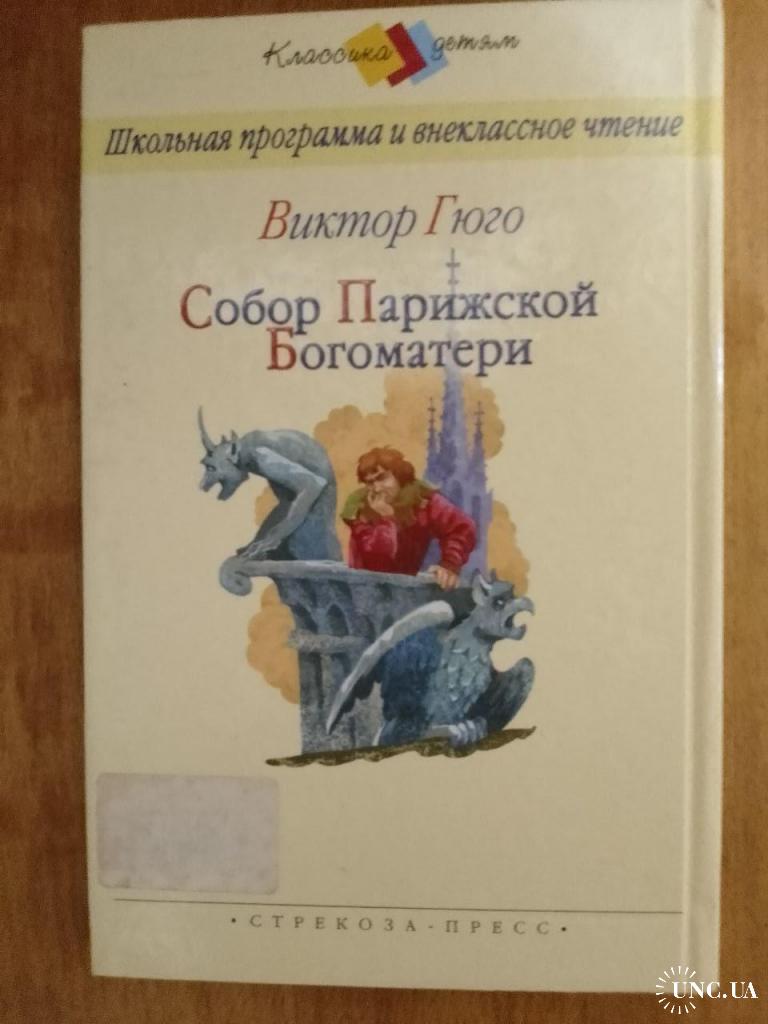 Классика детям
Школьная программа и внеклассное чтение
Виктор Гюго
Собор Парижской
Богоматери
• СТРЕКОЗА-ПРЕСС •
UNC.UA